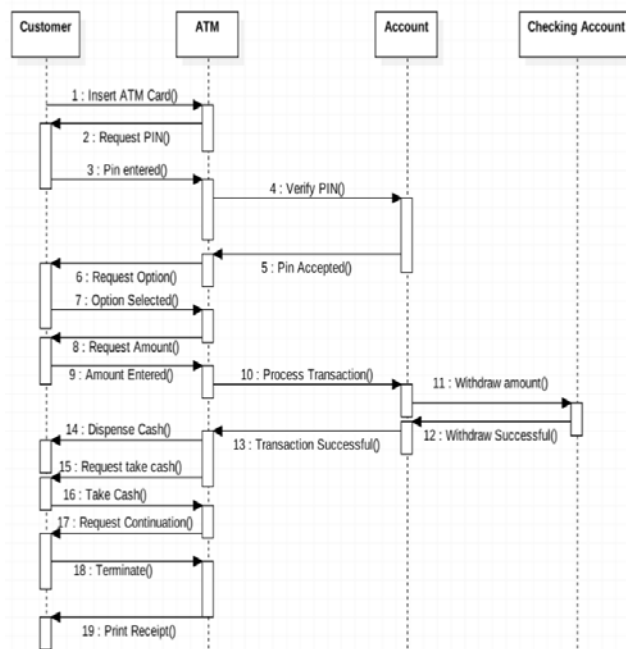 Customer
ATM
Account
Checking Account
1 : Insert ATM Card()
2 : Request PIN()
3 : Pin entered()
4 : Verify PIN()
5 : Pin Accepted()
6 : Request Option()
7 : Option Selected()
8 : Request Amount()
9 : Amount Entered()
10 : Process Transaction()
11 : Withdraw amount()
12 : Withdraw Successful()
13 : Transaction Successful()
14 : Dispense Cash()
15 : Request take cash()
16 : Take Cash()
17 : Request Continuation()
18 : Terminate()
19 : Print Receipt()